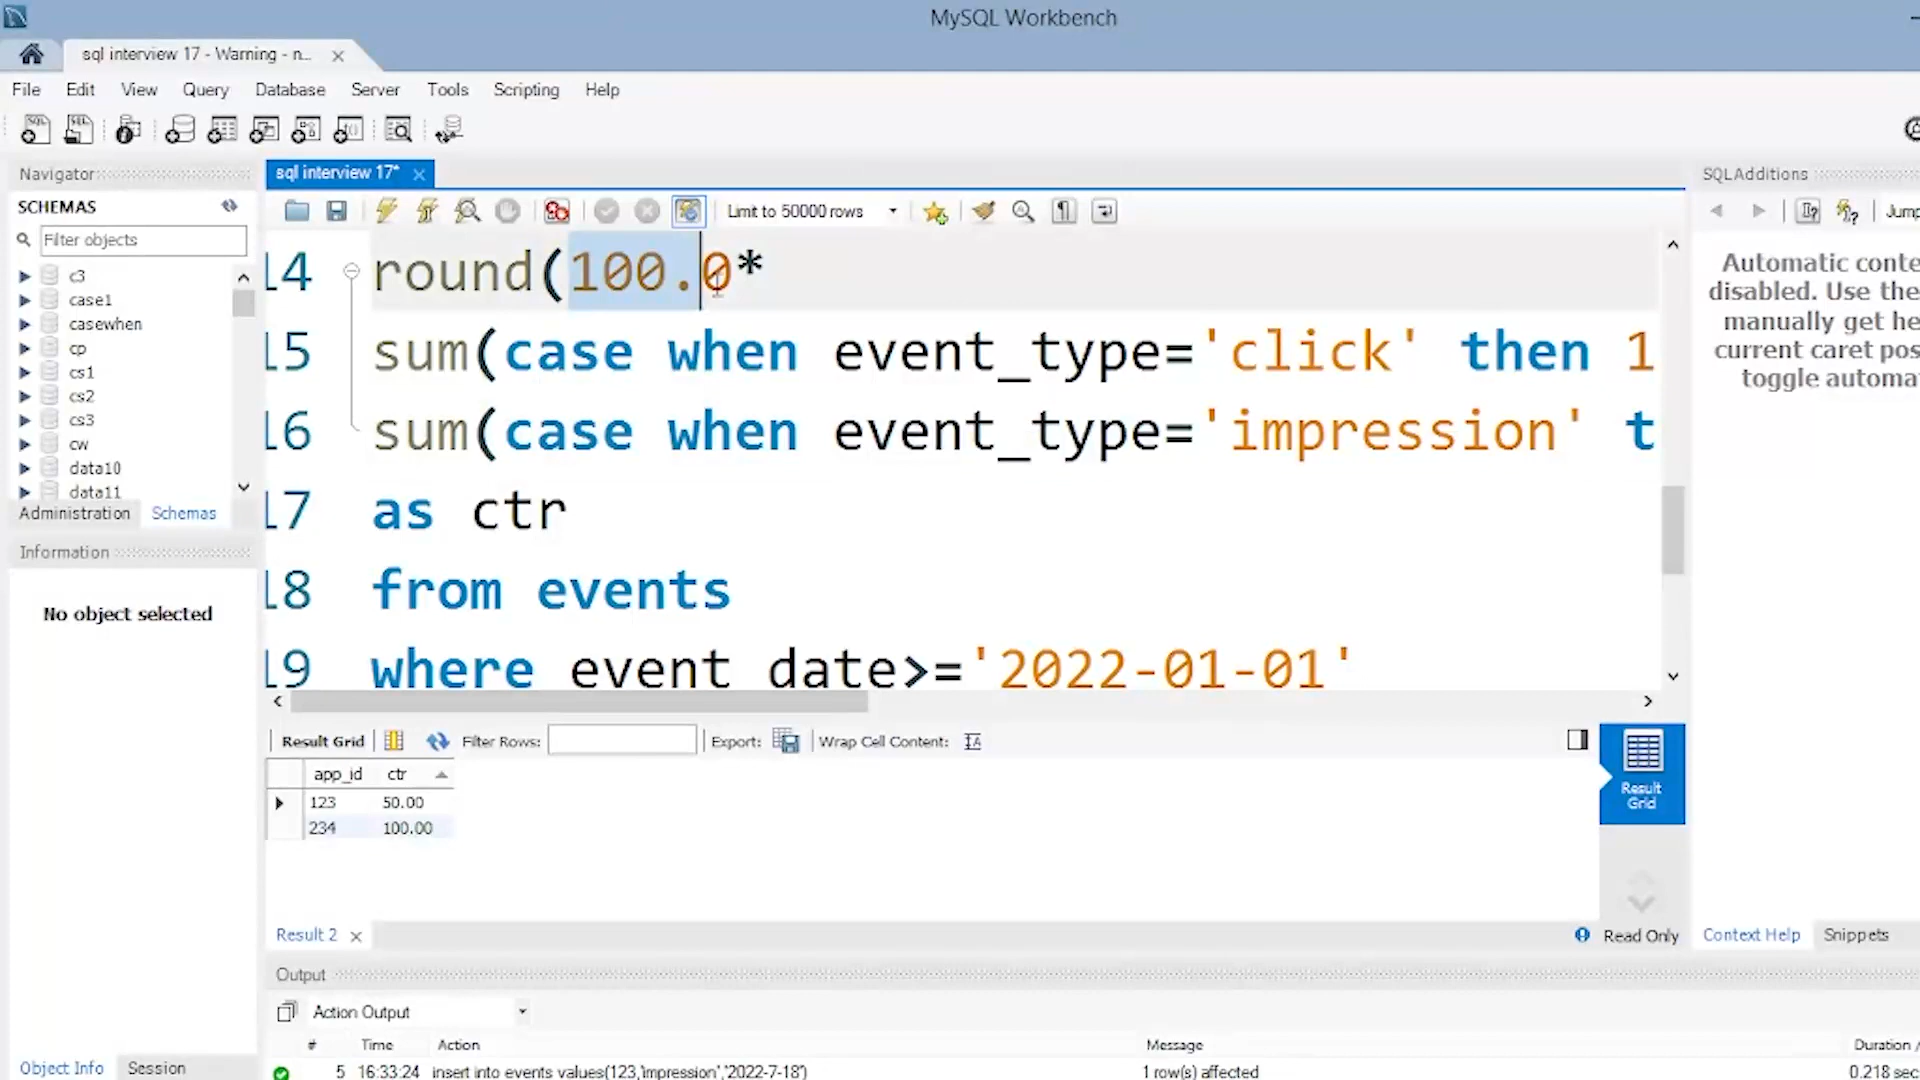 MySQL Workbench
sql interview 17 - Warning - n...
File Edit View Query Database Server Tools Scripting Help
Navigator
sql interview 17*
SQLAdditions
SCHEMAS
Filter objects
Limit to 50000 rows
Jump
c3
case1
casewhen
cp
cs1
cs2
cs3
cw
data10
data11
Administration Schemas
Information
No object selected
14 round(100.0*
15 sum(case when event_type='click' then 1
16 sum(case when event_type='impression' t
17 as ctr
18 from events
19 where event_date>='2022-01-01'
Automatic conte
disabled. Use the
manually get he
current caret pos
toggle automa
Result Grid Filter Rows: Export: Wrap Cell Content:
app_id ctr
123 50.00
234 100.00
Result
Grid
Result 2
Read Only
Context Help Snippets
Output
Action Output
# Time Action Message Duration /
5 16:33:24 insert into events values(123,'impression','2022-7-18') 1 row(s) affected 0.218 sec
Object Info Session